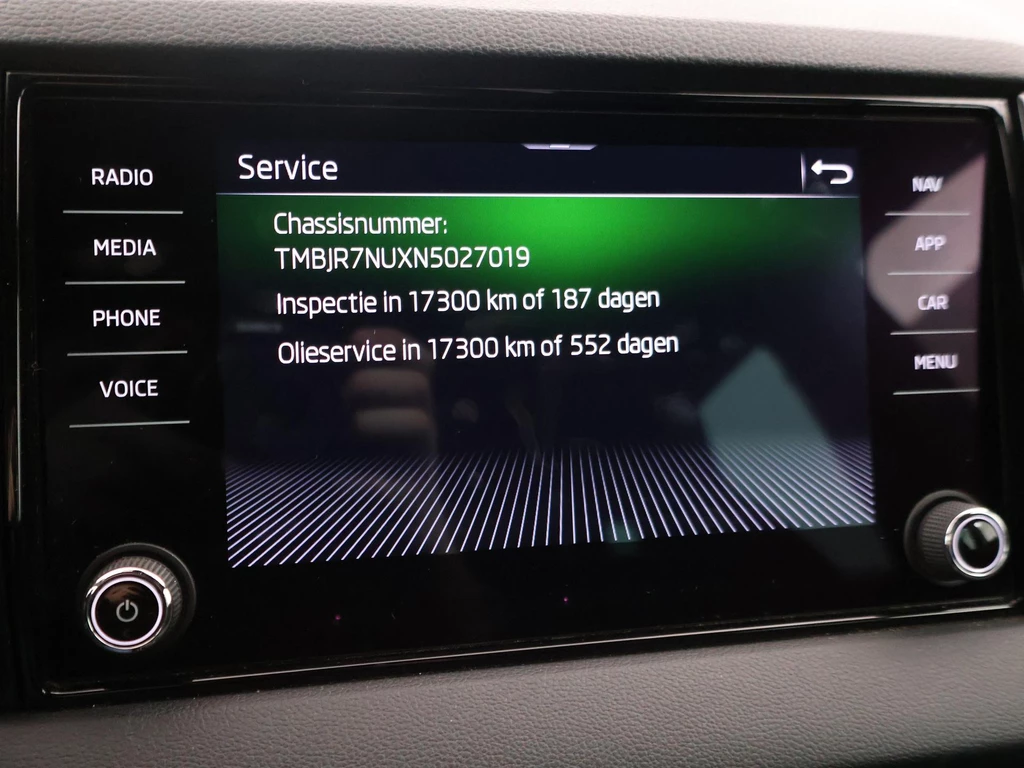 Service
RADIO
MEDIA
PHONE
VOICE
Chassisnummer:
TMBJR7NUXN5027019
Inspectie in 17300 km of 187 dagen
Olieservice in 17300 km of 552 dagen
NAV
APP
CAR
MENU